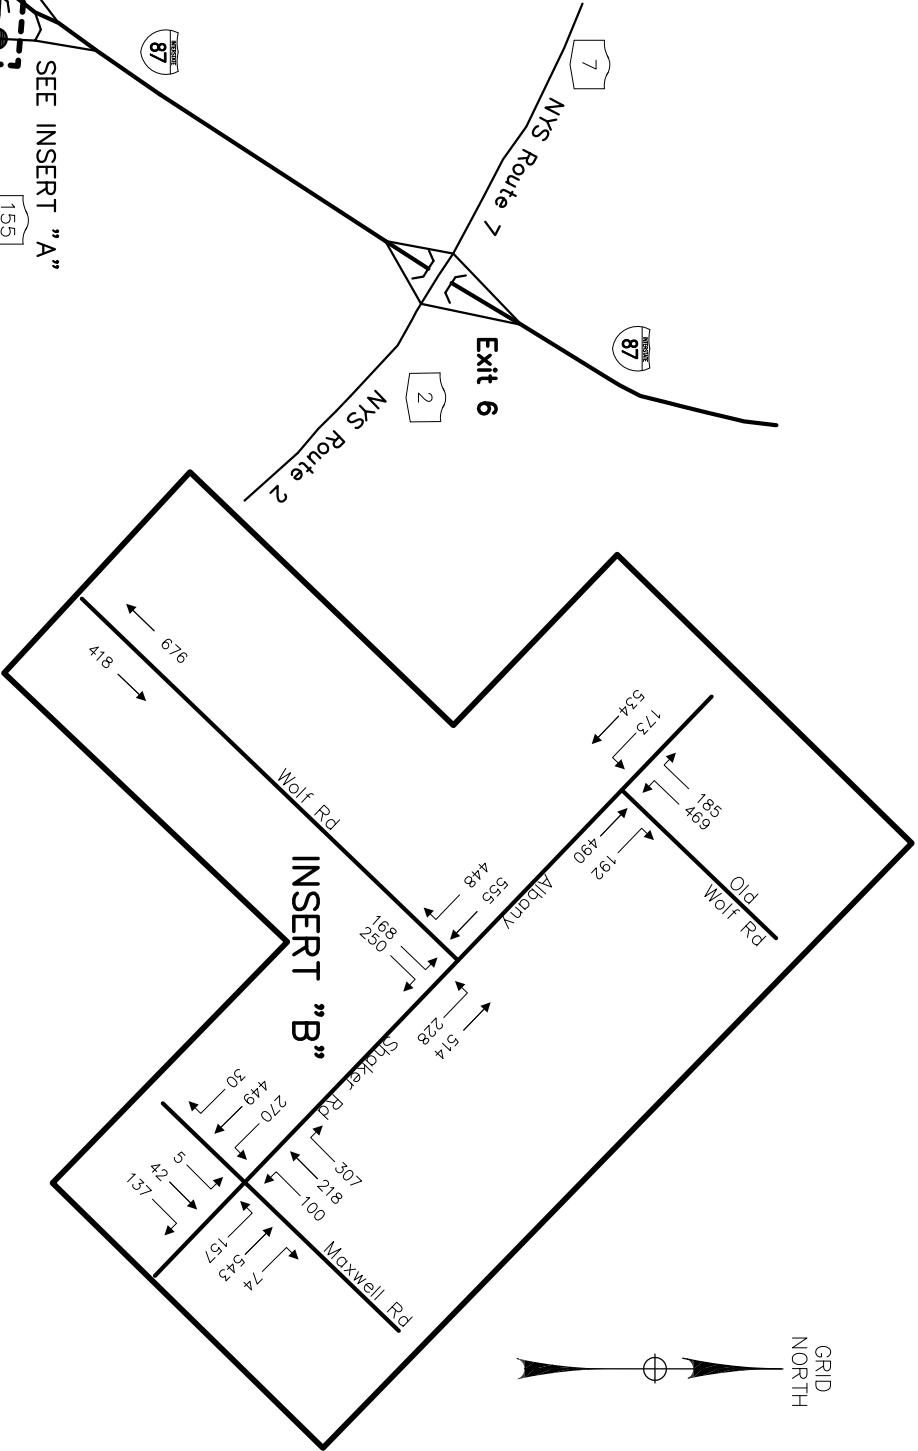 INTERSTATE
87
SEE INSERT "A"
155
7
NYS Route 7
INTERSTATE
87
Exit 6
2
NYS Route 2
676
418
Wolf Rd
INSERT "B"
534
173
185
469
490
192
Old
Wolf Rd
Albany
448
555
168
250
228
514
Shaker Rd
30
449
270
307
218
100
5
42
137
157
543
74
Maxwell Rd
GRID
NORTH